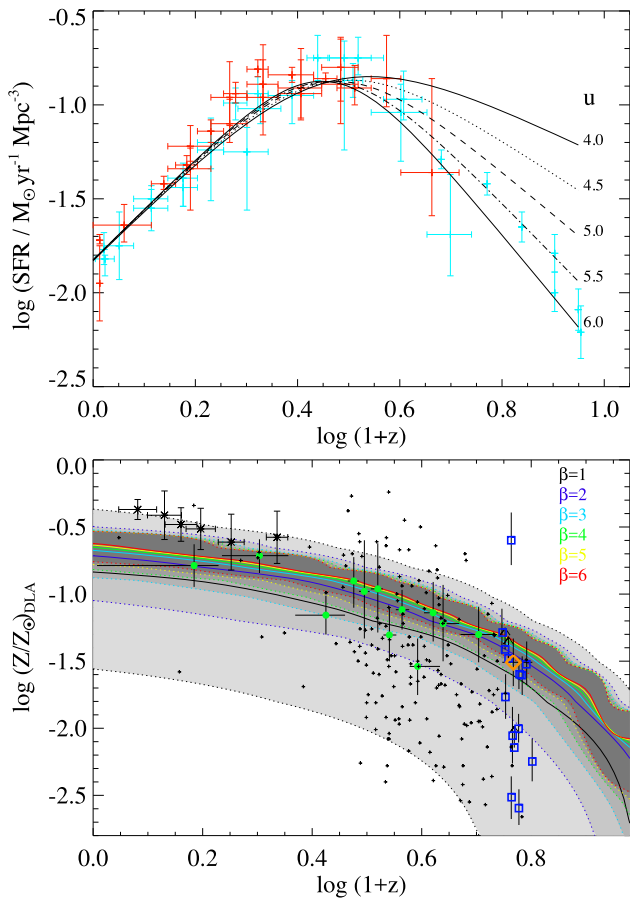 -0.5
-1.0
-1.5
-2.0
-2.5
log (SFR / M⊙ yr-1 Mpc-3)
u
4.0
4.5
5.0
5.5
6.0
0.0 0.2 0.4 0.6 0.8 1.0
log (1+z)
0.0
-0.5
-1.0
-1.5
-2.0
-2.5
log (Z/Z⊙)DLA
β=1
β=2
β=3
β=4
β=5
β=6
0.0 0.2 0.4 0.6 0.8
log (1+z)